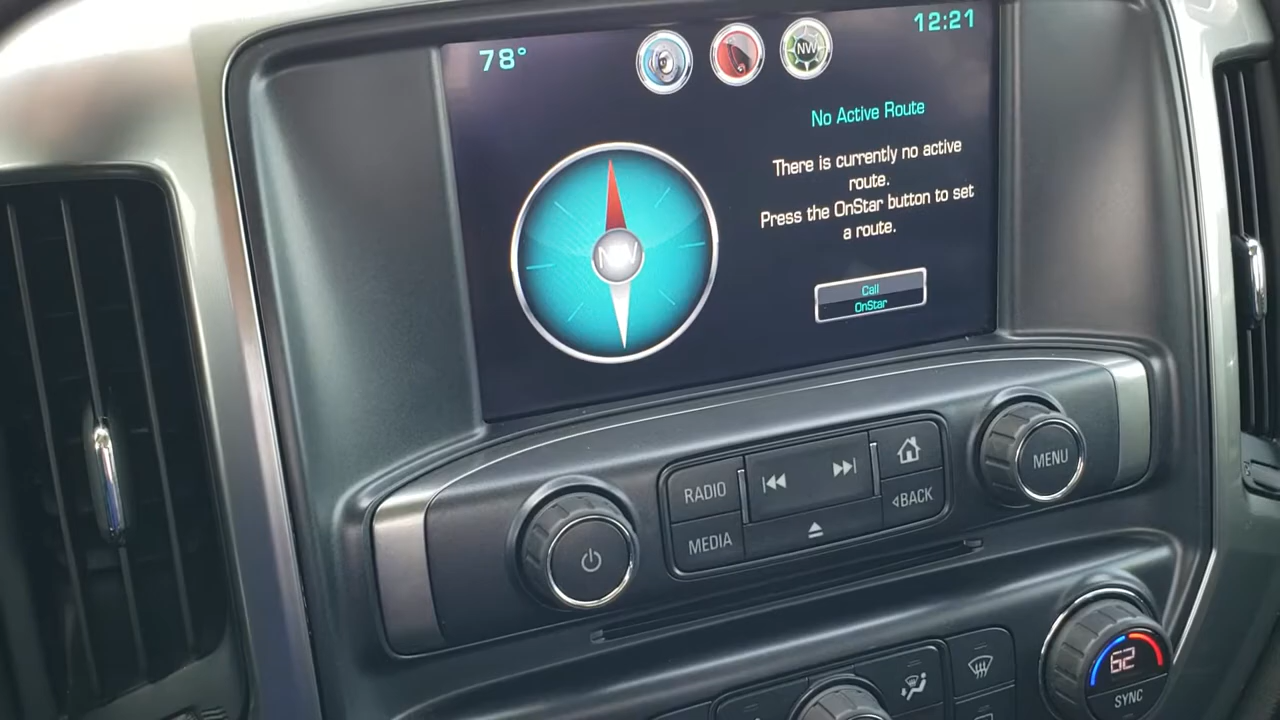 78°
NW
12:21
No Active Route
There is currently no active
route.
Press the OnStar button to set
a route.
NW
Call
OnStar
RADIO
MEDIA
BACK
MENU
62
SYNC